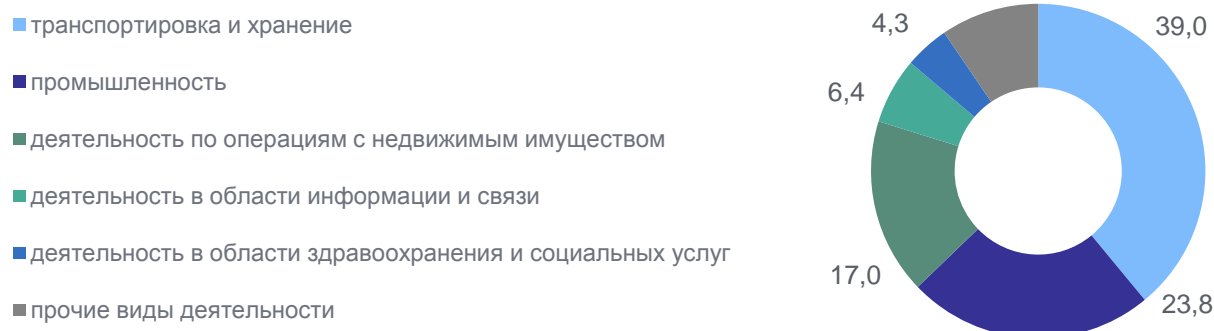 транспортировка и хранение
промышленность
деятельность по операциям с недвижимым имуществом
деятельность в области информации и связи
деятельность в области здравоохранения и социальных услуг
прочие виды деятельности
39,0
23,8
17,0
6,4
4,3